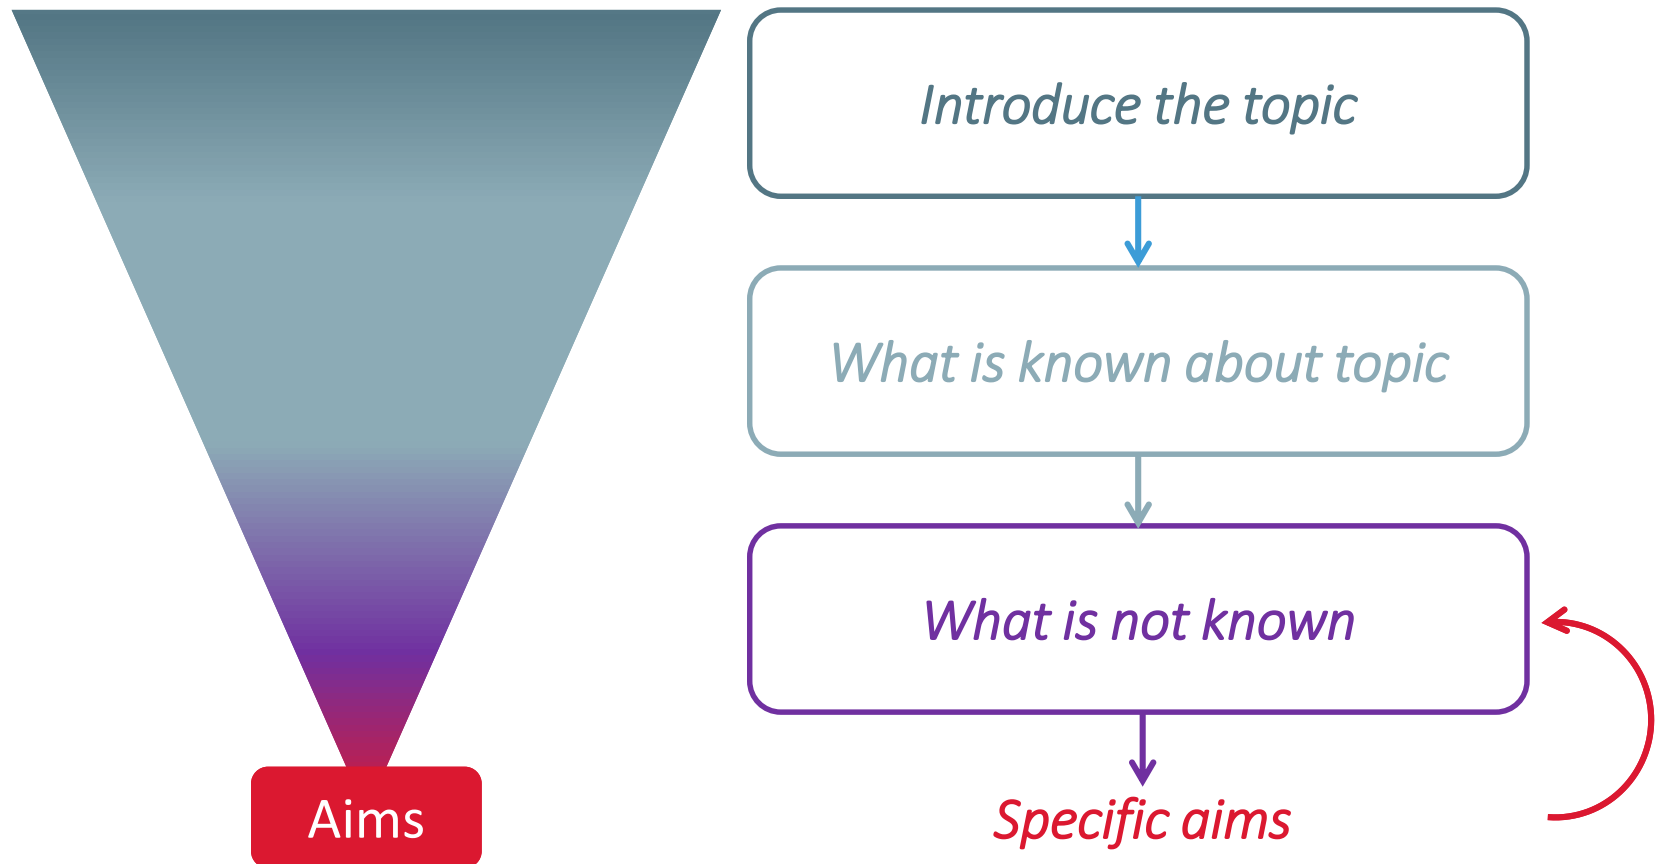 Introduce the topic
What is known about topic
What is not known
Aims
Specific aims